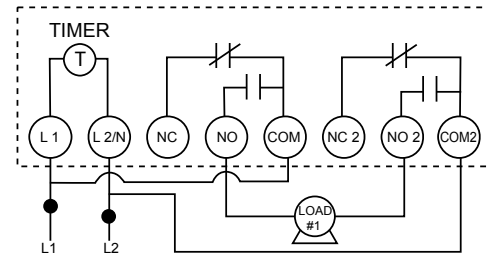 TIMER
T
L 1 L 2/N NC NO COM NC 2 NO 2 COM2
LOAD
#1
L1 L2